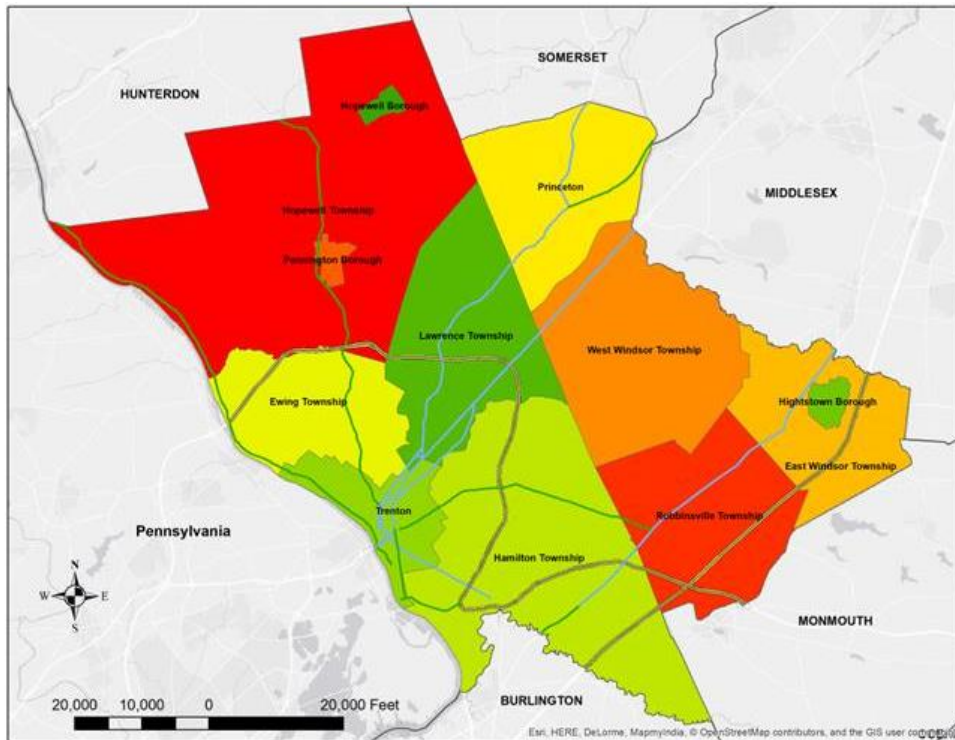 SOMERSET
HUNTERDON
Hopewell Borough
Princeton
MIDDLESEX
Hopewell Township
Pennington Borough
Lawrence Township
West Windsor Township
Ewing Township
Hightstown Borough
East Windsor Township
Trenton
Robbinsville Township
Pennsylvania
Hamilton Township
N
W E
S
MONMOUTH
BURLINGTON
20,000 10,000 0 20,000 Feet
Esri, HERE, DeLorme, MapmyIndia, © OpenStreetMap contributors, and the GIS user